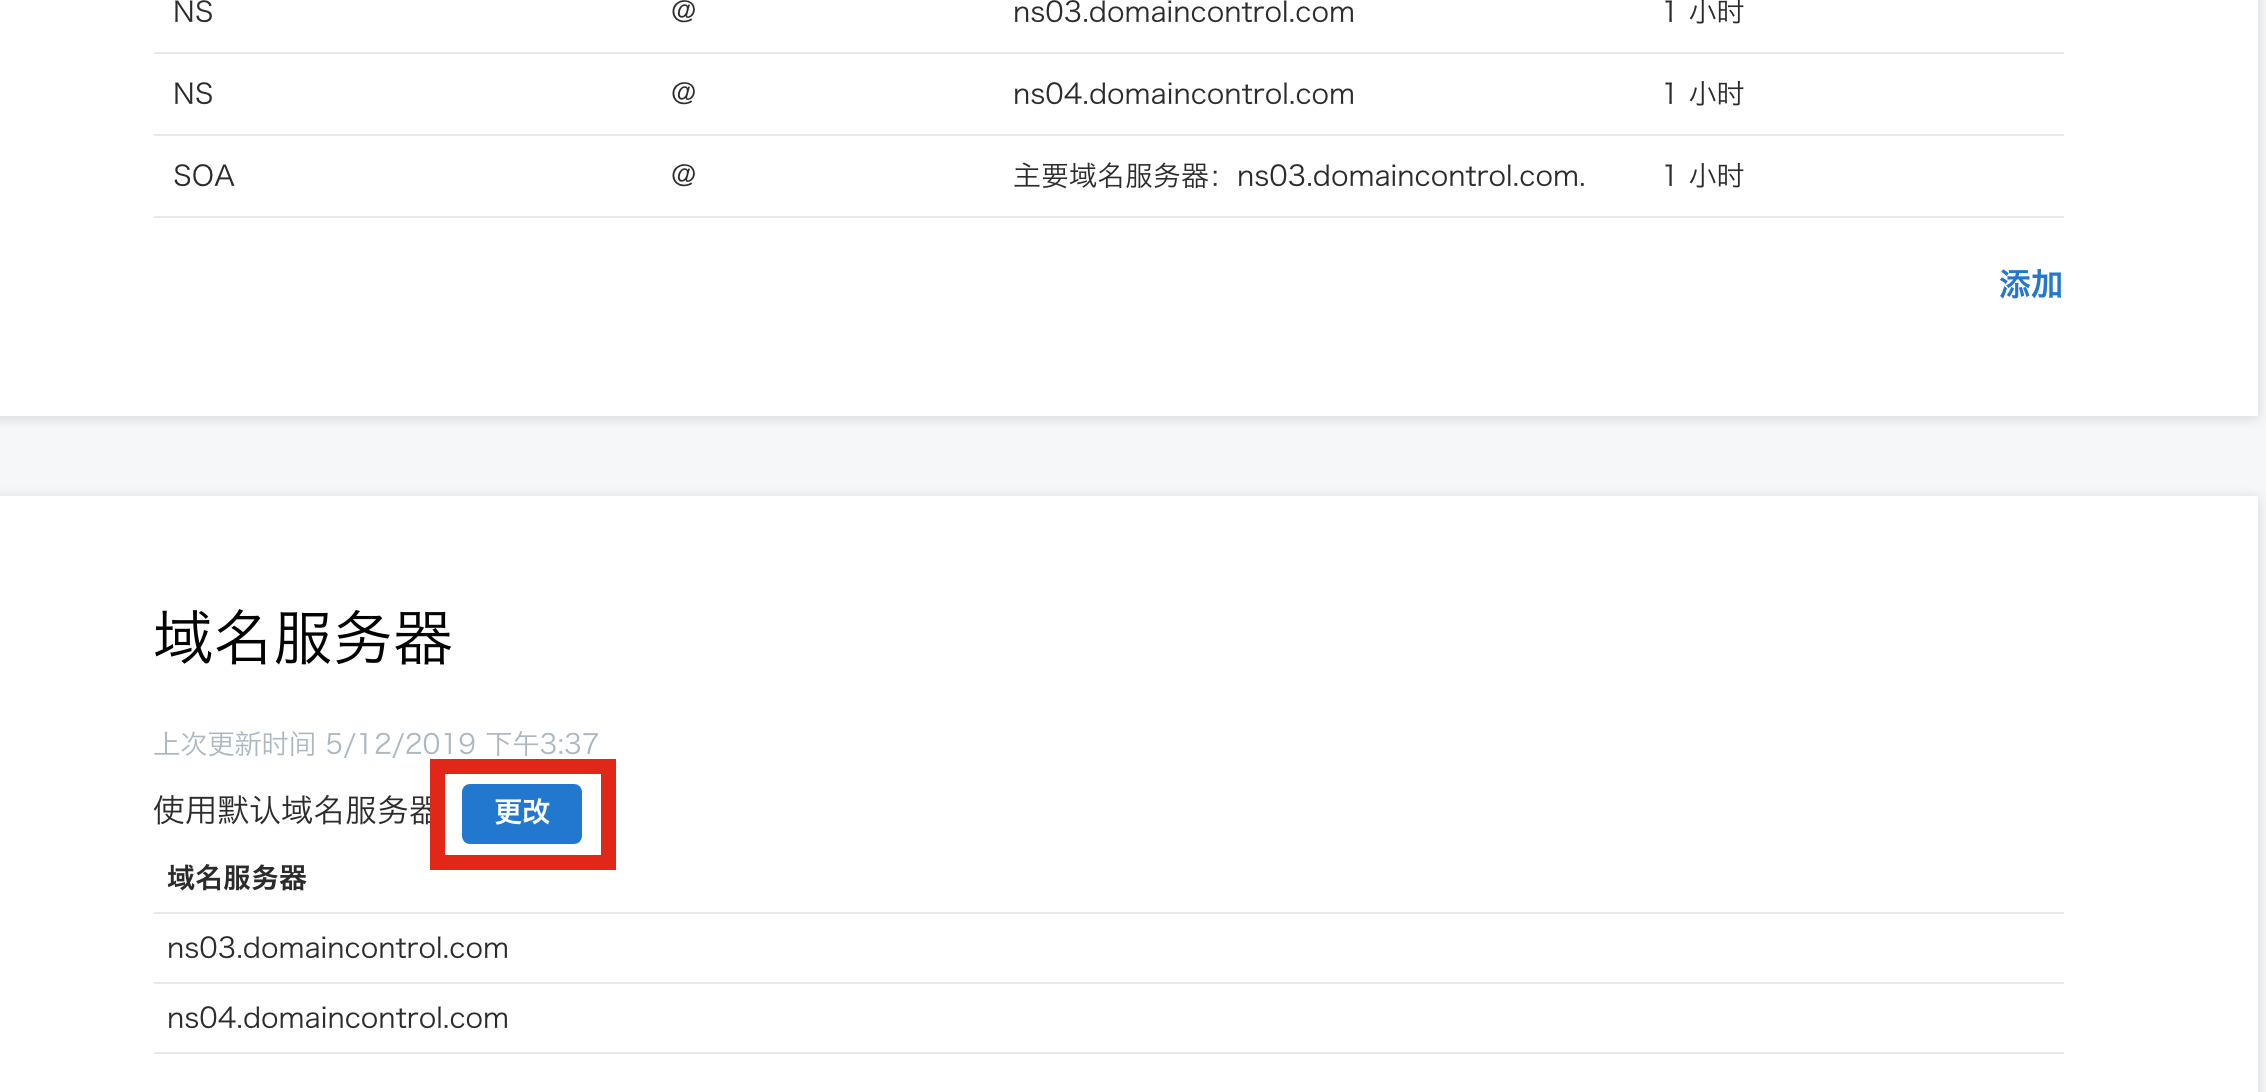 NS @ ns03.domaincontrol.com 1 小时
NS @ ns04.domaincontrol.com 1 小时
SOA @ 主要域名服务器：ns03.domaincontrol.com. 1 小时
添加
域名服务器
上次更新时间 5/12/2019 下午3:37
使用默认域名服务器 更改
域名服务器
ns03.domaincontrol.com
ns04.domaincontrol.com